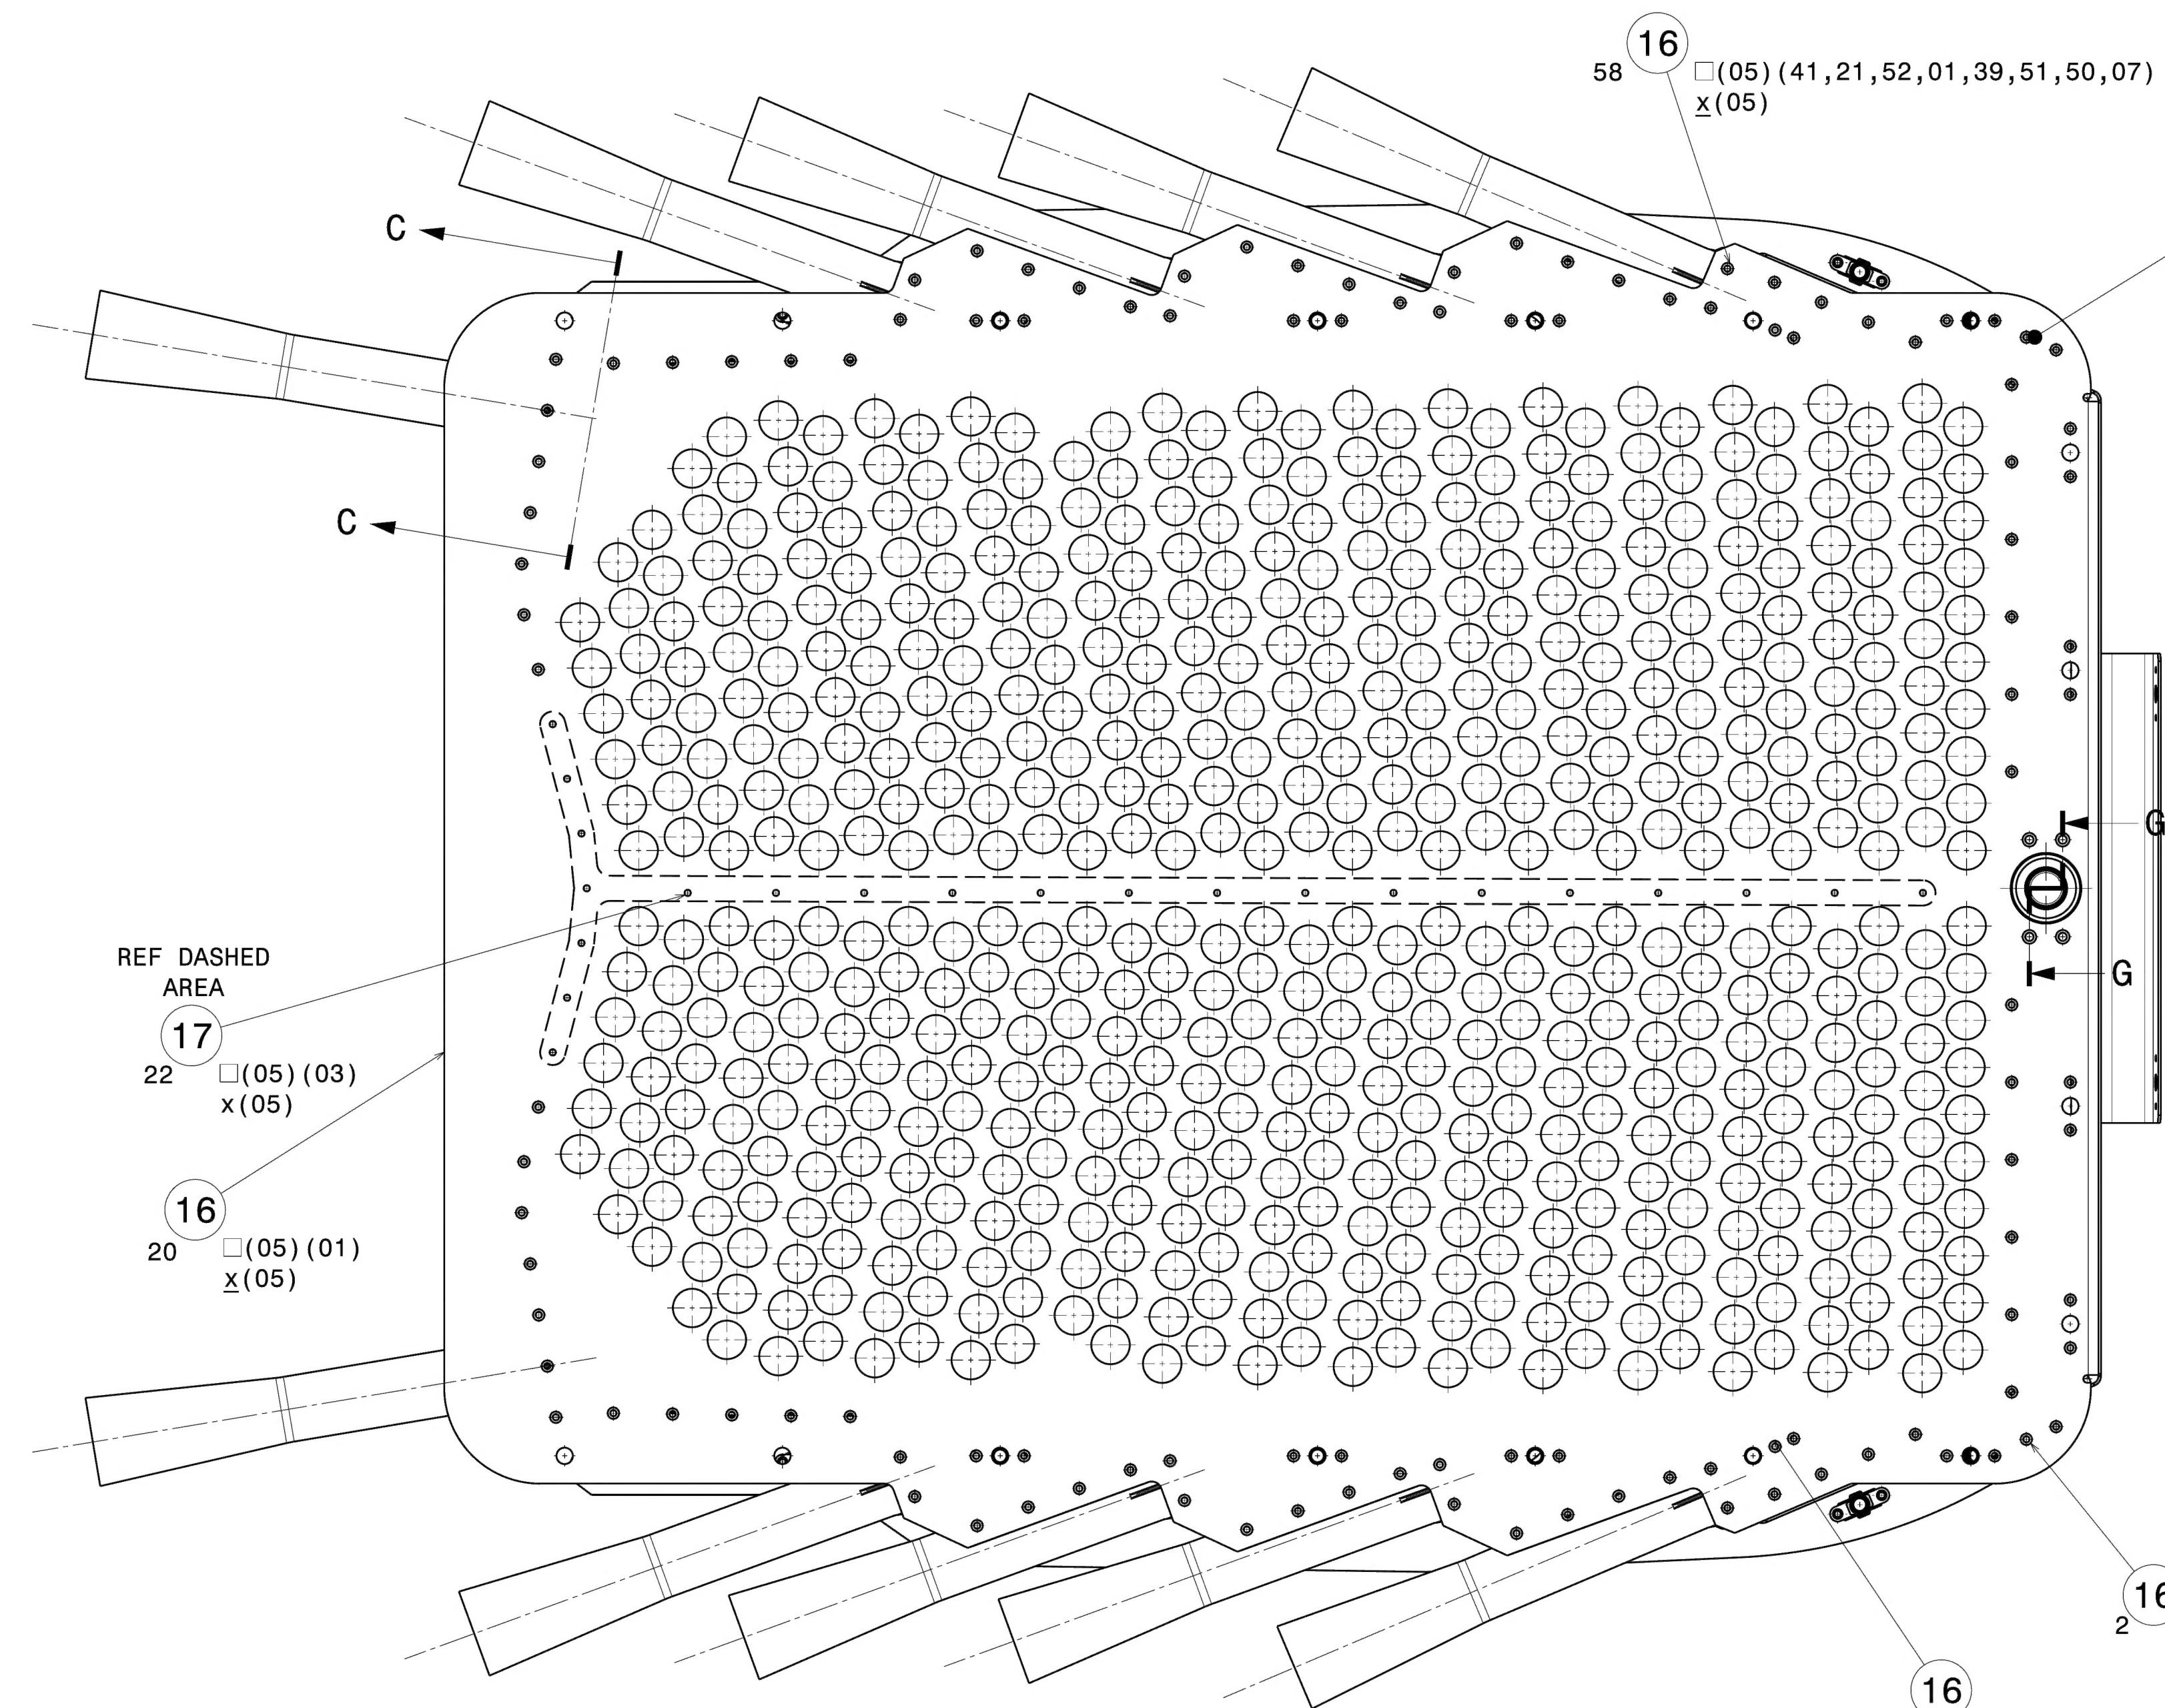 16
58 □(05)(41,21,52,01,39,51,50,07)
x(05)
C
C
G
G
REF DASHED
AREA
17
22 □(05)(03)
x(05)
16
20 □(05)(01)
x(05)
16
2
16